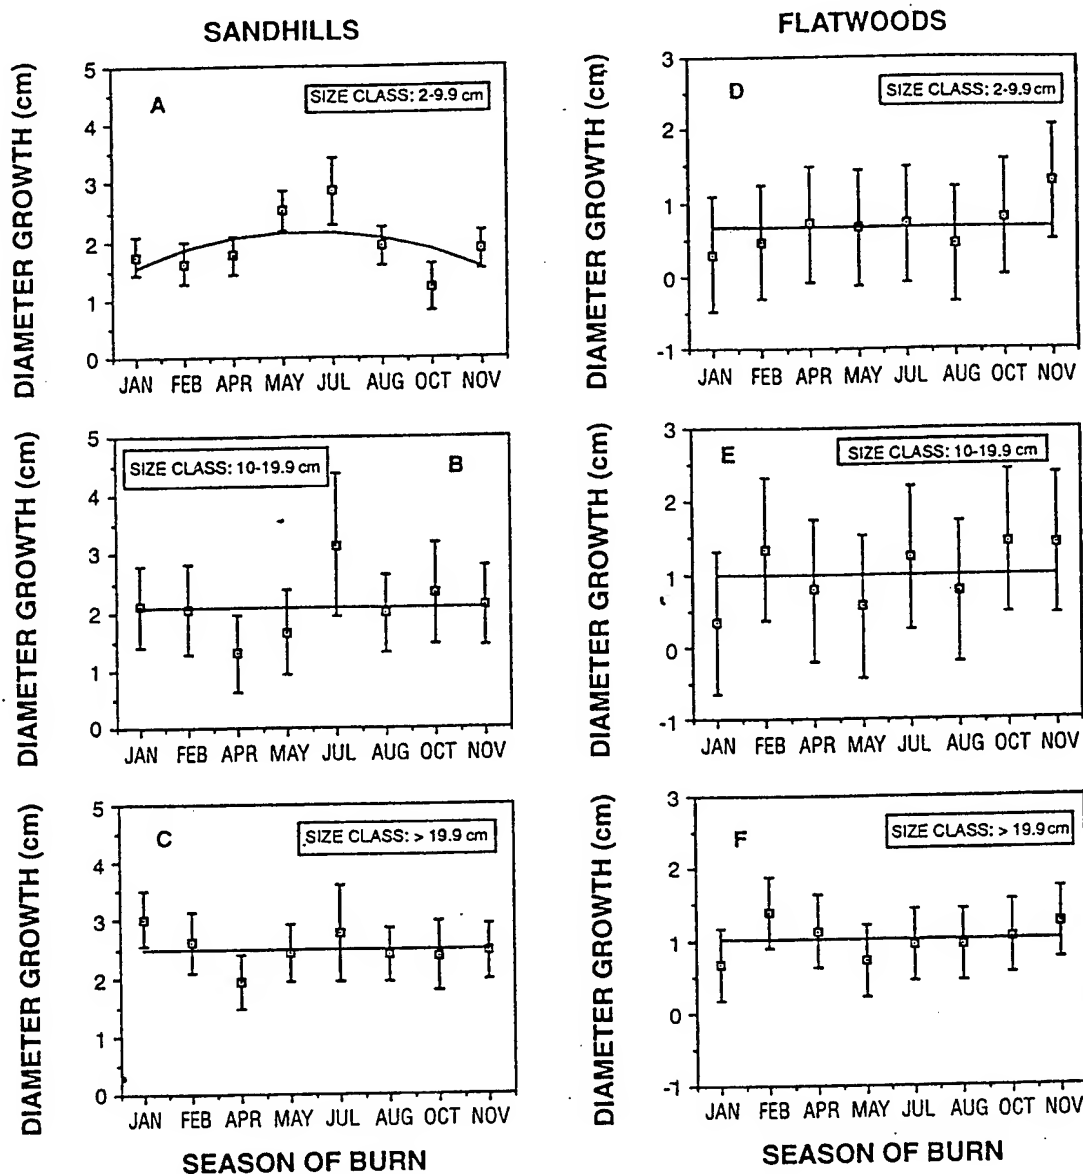 SANDHILLS
FLATWOODS
DIAMETER GROWTH (cm)
5
4
3
2
1
0
A
SIZE CLASS: 2-9.9 cm
JAN FEB APR MAY JUL AUG OCT NOV
DIAMETER GROWTH (cm)
3
2
1
0
-1
D
SIZE CLASS: 2-9.9 cm
JAN FEB APR MAY JUL AUG OCT NOV
DIAMETER GROWTH (cm)
5
4
3
2
1
0
SIZE CLASS: 10-19.9 cm
B
JAN FEB APR MAY JUL AUG OCT NOV
DIAMETER GROWTH (cm)
3
2
1
0
-1
E
SIZE CLASS: 10-19.9 cm
JAN FEB APR MAY JUL AUG OCT NOV
DIAMETER GROWTH (cm)
5
4
3
2
1
0
C
SIZE CLASS: > 19.9 cm
JAN FEB APR MAY JUL AUG OCT NOV
SEASON OF BURN
DIAMETER GROWTH (cm)
3
2
1
0
-1
F
SIZE CLASS: > 19.9 cm
JAN FEB APR MAY JUL AUG OCT NOV
SEASON OF BURN